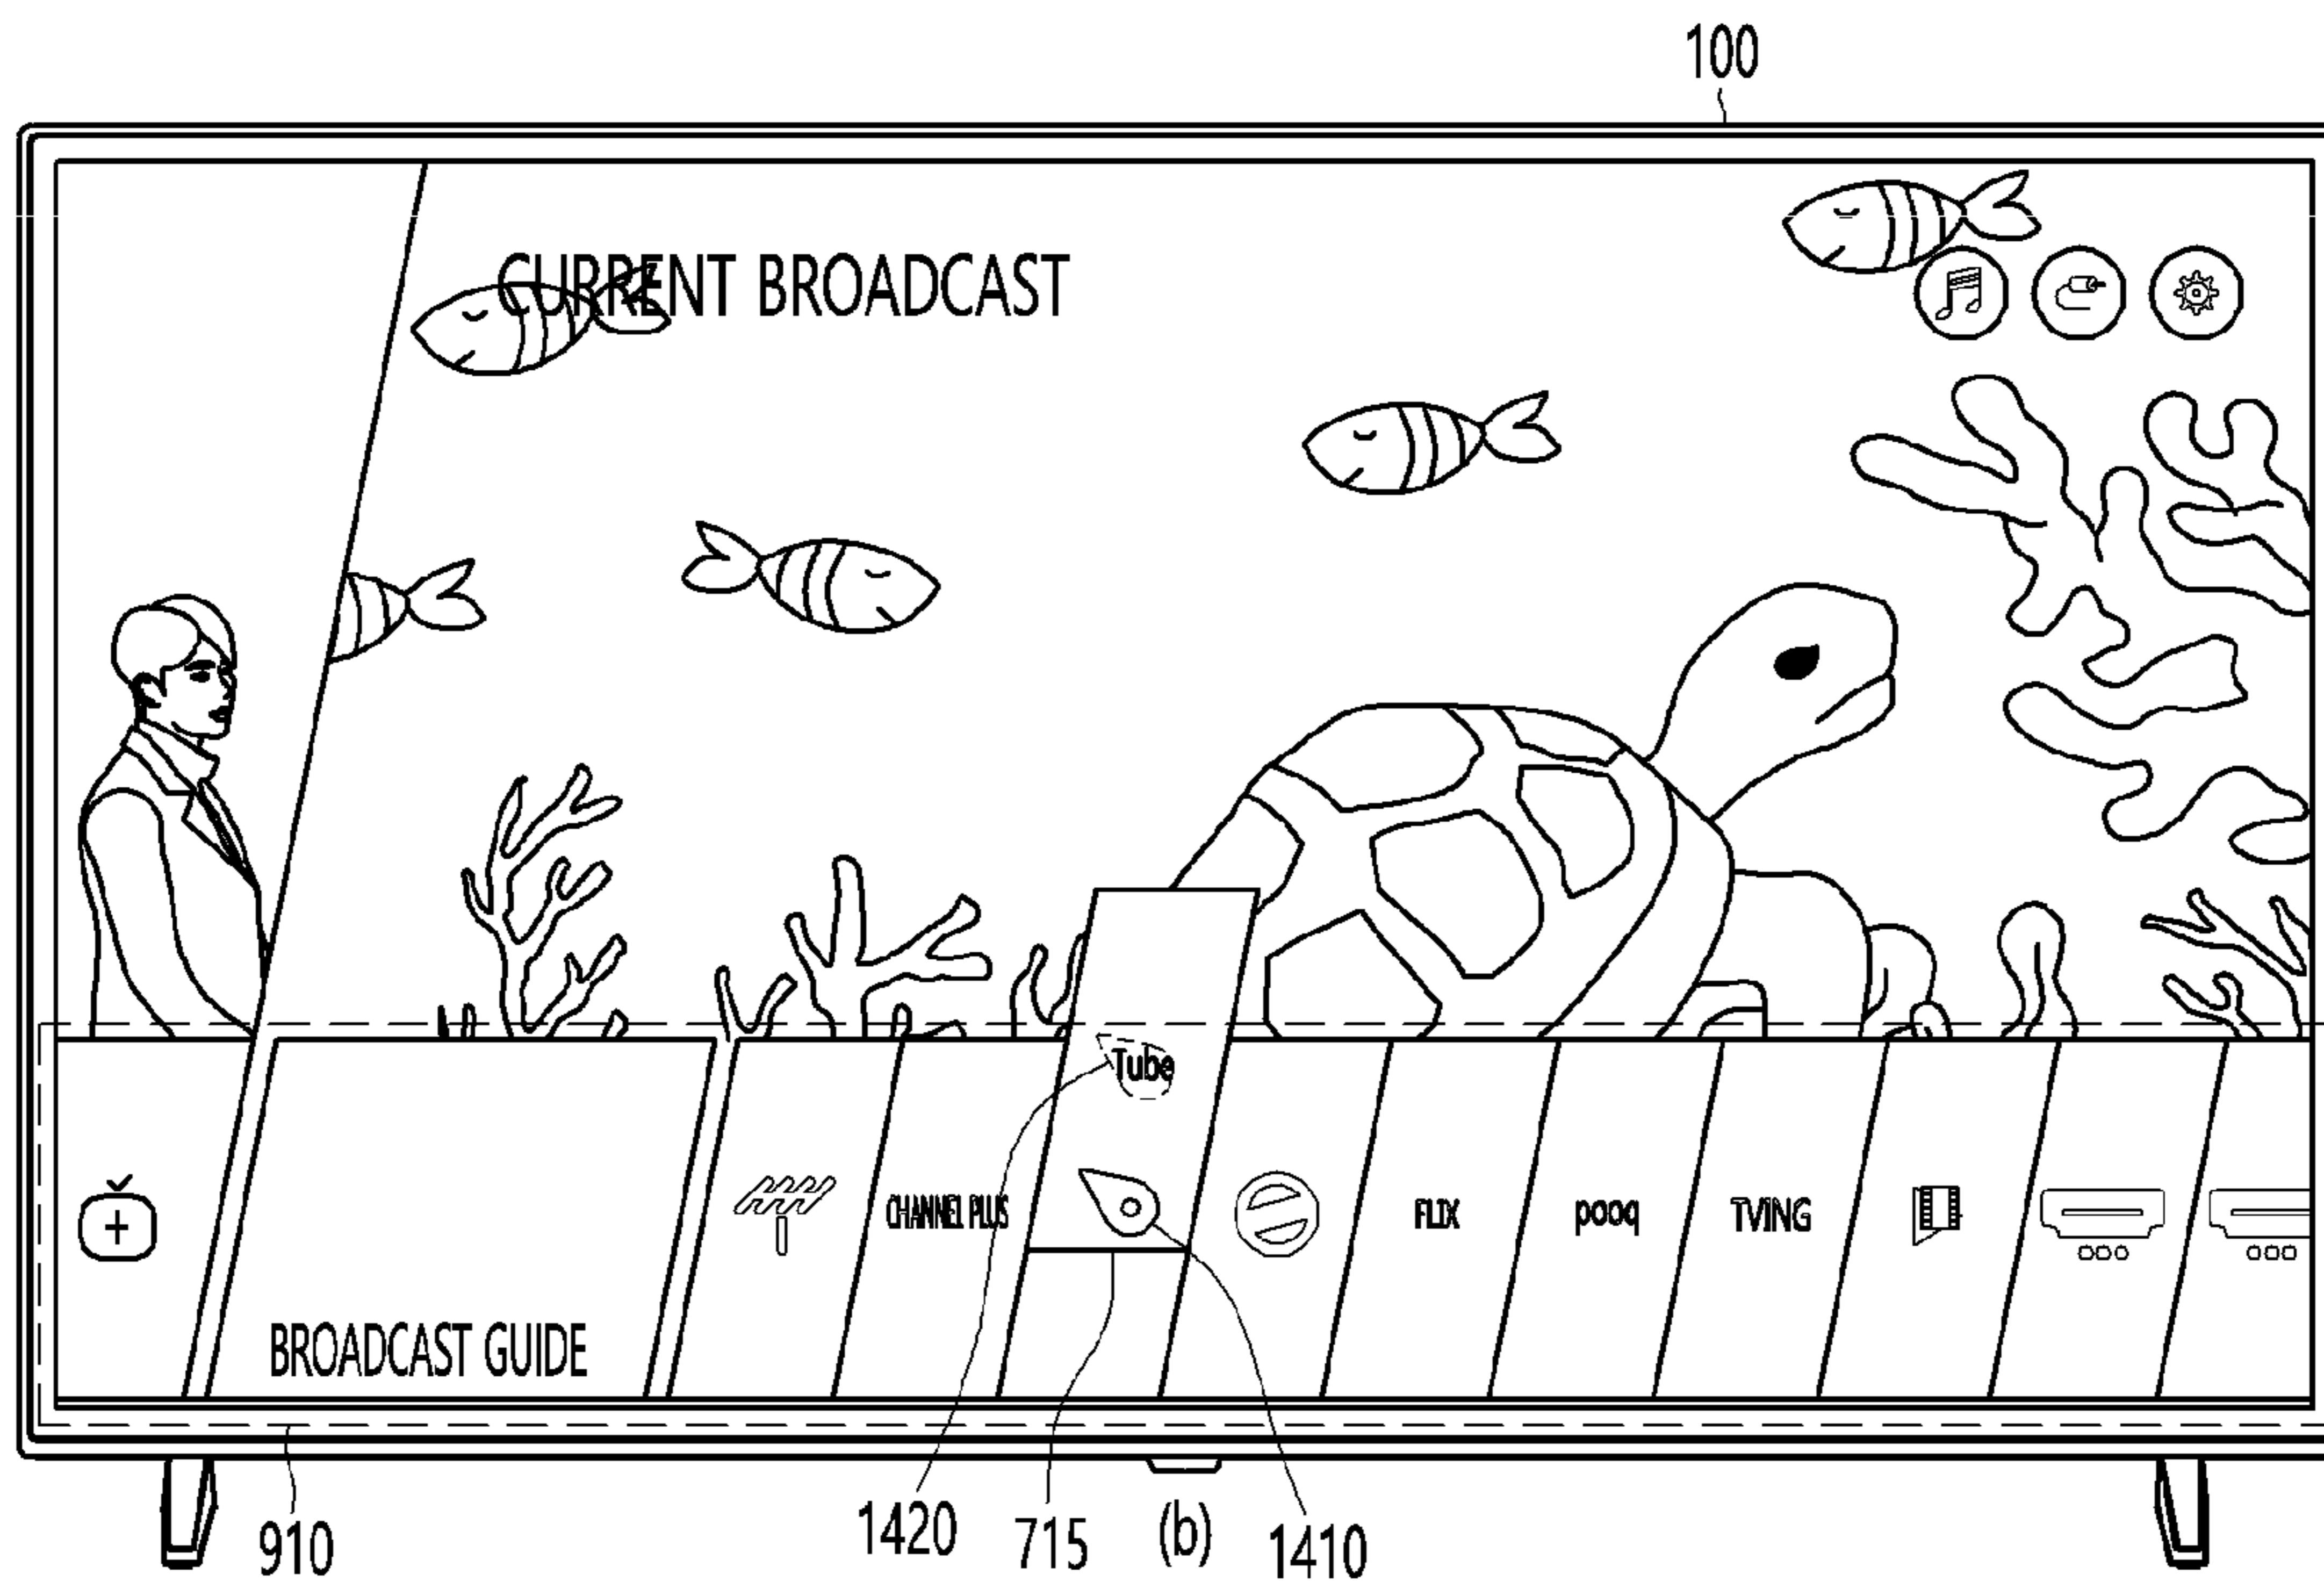 100
CURRENT BROADCAST
Tube
CHANNEL PLUS
FLIX
pooq
TVING
BROADCAST GUIDE
910
1420
715
(b)
1410